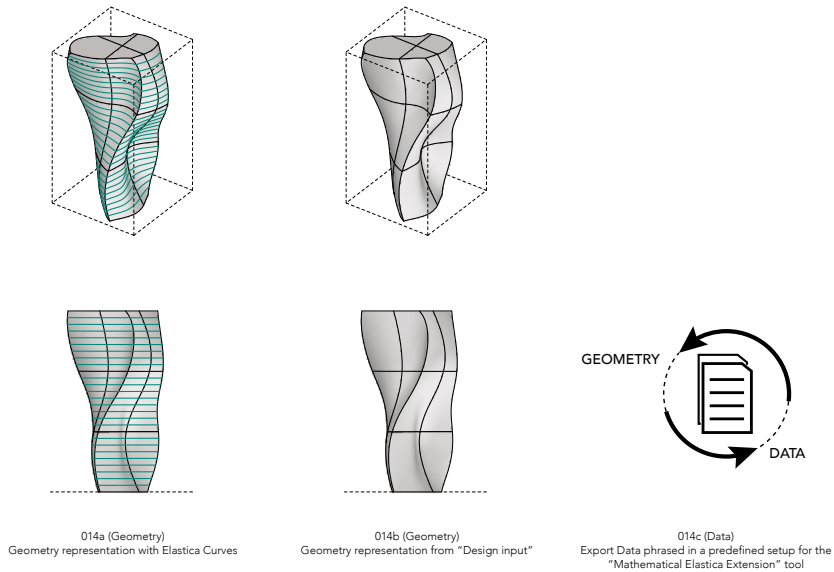 GEOMETRY
DATA
014a (Geometry)
Geometry representation with Elastica Curves
014b (Geometry)
Geometry representation from “Design input”
014c (Data)
Export Data phrased in a predefined setup for the
“Mathematical Elastica Extension” tool